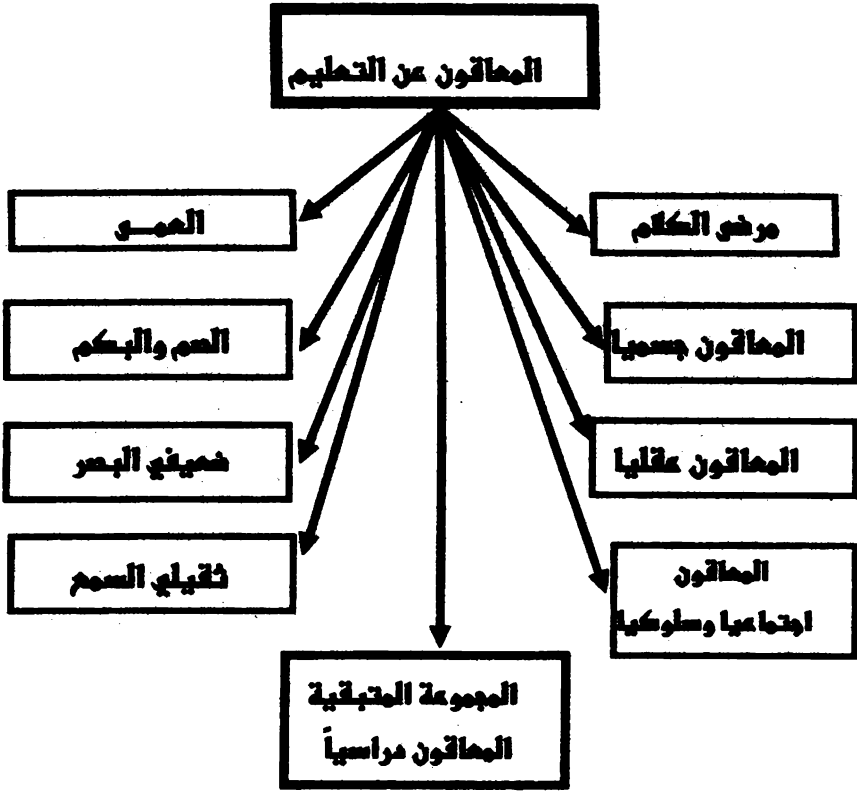 المعاقون عن التعليم
مرضى الكلام
العمــى
المعاقون جسميا
الصم والبكم
المعاقون عقليا
ضعيفي البصر
المعاقون
اجتماعيا وسلوكيا
ثقيلي السمع
المجموعة المتبقية
المعاقون دراسياً